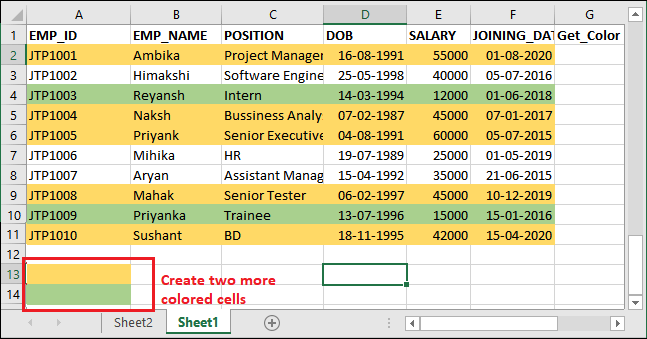 A B C D E F G
1 EMP_ID EMP_NAME POSITION DOB SALARY JOINING_DAT Get_Color
2 JTP1001 Ambika Project Manager 16-08-1991 55000 01-08-2020
3 JTP1002 Himakshi Software Engine 25-05-1998 40000 05-07-2016
4 JTP1003 Reyansh Intern 14-03-1994 12000 01-06-2018
5 JTP1004 Naksh Bussiness Analy 07-02-1987 45000 07-01-2017
6 JTP1005 Priyank Senior Executive 04-08-1991 60000 05-07-2015
7 JTP1006 Mihika HR 19-07-1989 25000 01-05-2019
8 JTP1007 Aryan Assistant Manag 15-04-1992 35000 21-06-2015
9 JTP1008 Mahak Senior Tester 06-02-1997 45000 10-12-2019
10 JTP1009 Priyanka Trainee 13-07-1996 15000 15-01-2016
11 JTP1010 Sushant BD 18-11-1995 42000 15-04-2020
12
13 Create two more
14 colored cells
Sheet2 Sheet1